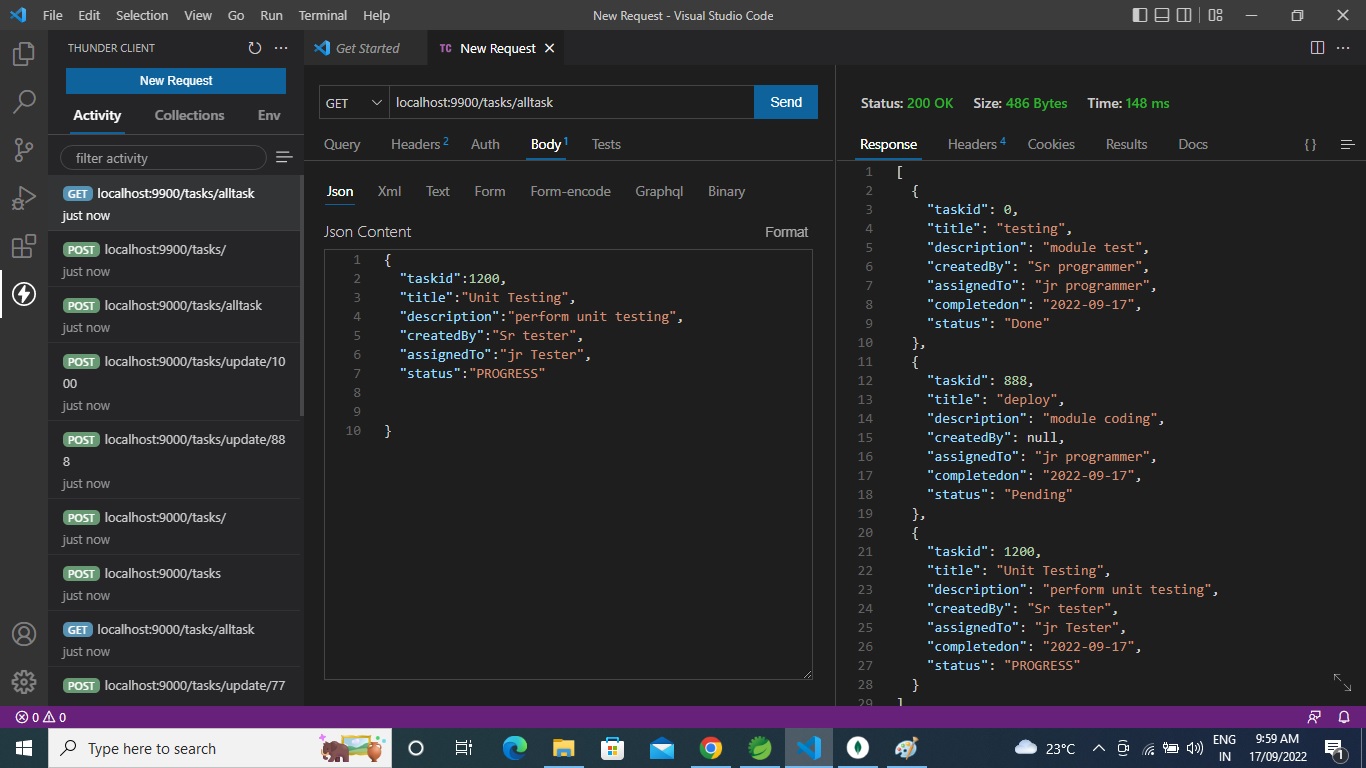 File Edit Selection View Go Run Terminal Help New Request - Visual Studio Code
THUNDER CLIENT
New Request
Activity Collections Env
filter activity
GET localhost:9900/tasks/alltask
just now
POST localhost:9900/tasks/
just now
POST localhost:9900/tasks/alltask
just now
POST localhost:9000/tasks/update/10
00
just now
POST localhost:9000/tasks/update/88
8
just now
POST localhost:9000/tasks/
just now
POST localhost:9000/tasks
just now
GET localhost:9000/tasks/alltask
just now
POST localhost:9000/tasks/update/77
Get Started TC New Request
GET localhost:9900/tasks/alltask Send
Query Headers 2 Auth Body 1 Tests
Json Xml Text Form Form-encode Graphql Binary
Json Content Format
1 {
2 "taskid":1200,
3 "title":"Unit Testing",
4 "description":"perform unit testing",
5 "createdBy":"Sr tester",
6 "assignedTo":"jr Tester",
7 "status":"PROGRESS"
8
9
10 }
Status: 200 OK Size: 486 Bytes Time: 148 ms
Response Headers 4 Cookies Results Docs { }
1 [
2 {
3 "taskid": 0,
4 "title": "testing",
5 "description": "module test",
6 "createdBy": "Sr programmer",
7 "assignedTo": "jr programmer",
8 "completedon": "2022-09-17",
9 "status": "Done"
10 },
11 {
12 "taskid": 888,
13 "title": "deploy",
14 "description": "module coding",
15 "createdBy": null,
16 "assignedTo": "jr programmer",
17 "completedon": "2022-09-17",
18 "status": "Pending"
19 },
20 {
21 "taskid": 1200,
22 "title": "Unit Testing",
23 "description": "perform unit testing",
24 "createdBy": "Sr tester",
25 "assignedTo": "jr Tester",
26 "completedon": "2022-09-17",
27 "status": "PROGRESS"
28 }
29 ]
0 0
Type here to search
23°C ENG 9:59 AM
IN 17/09/2022 1